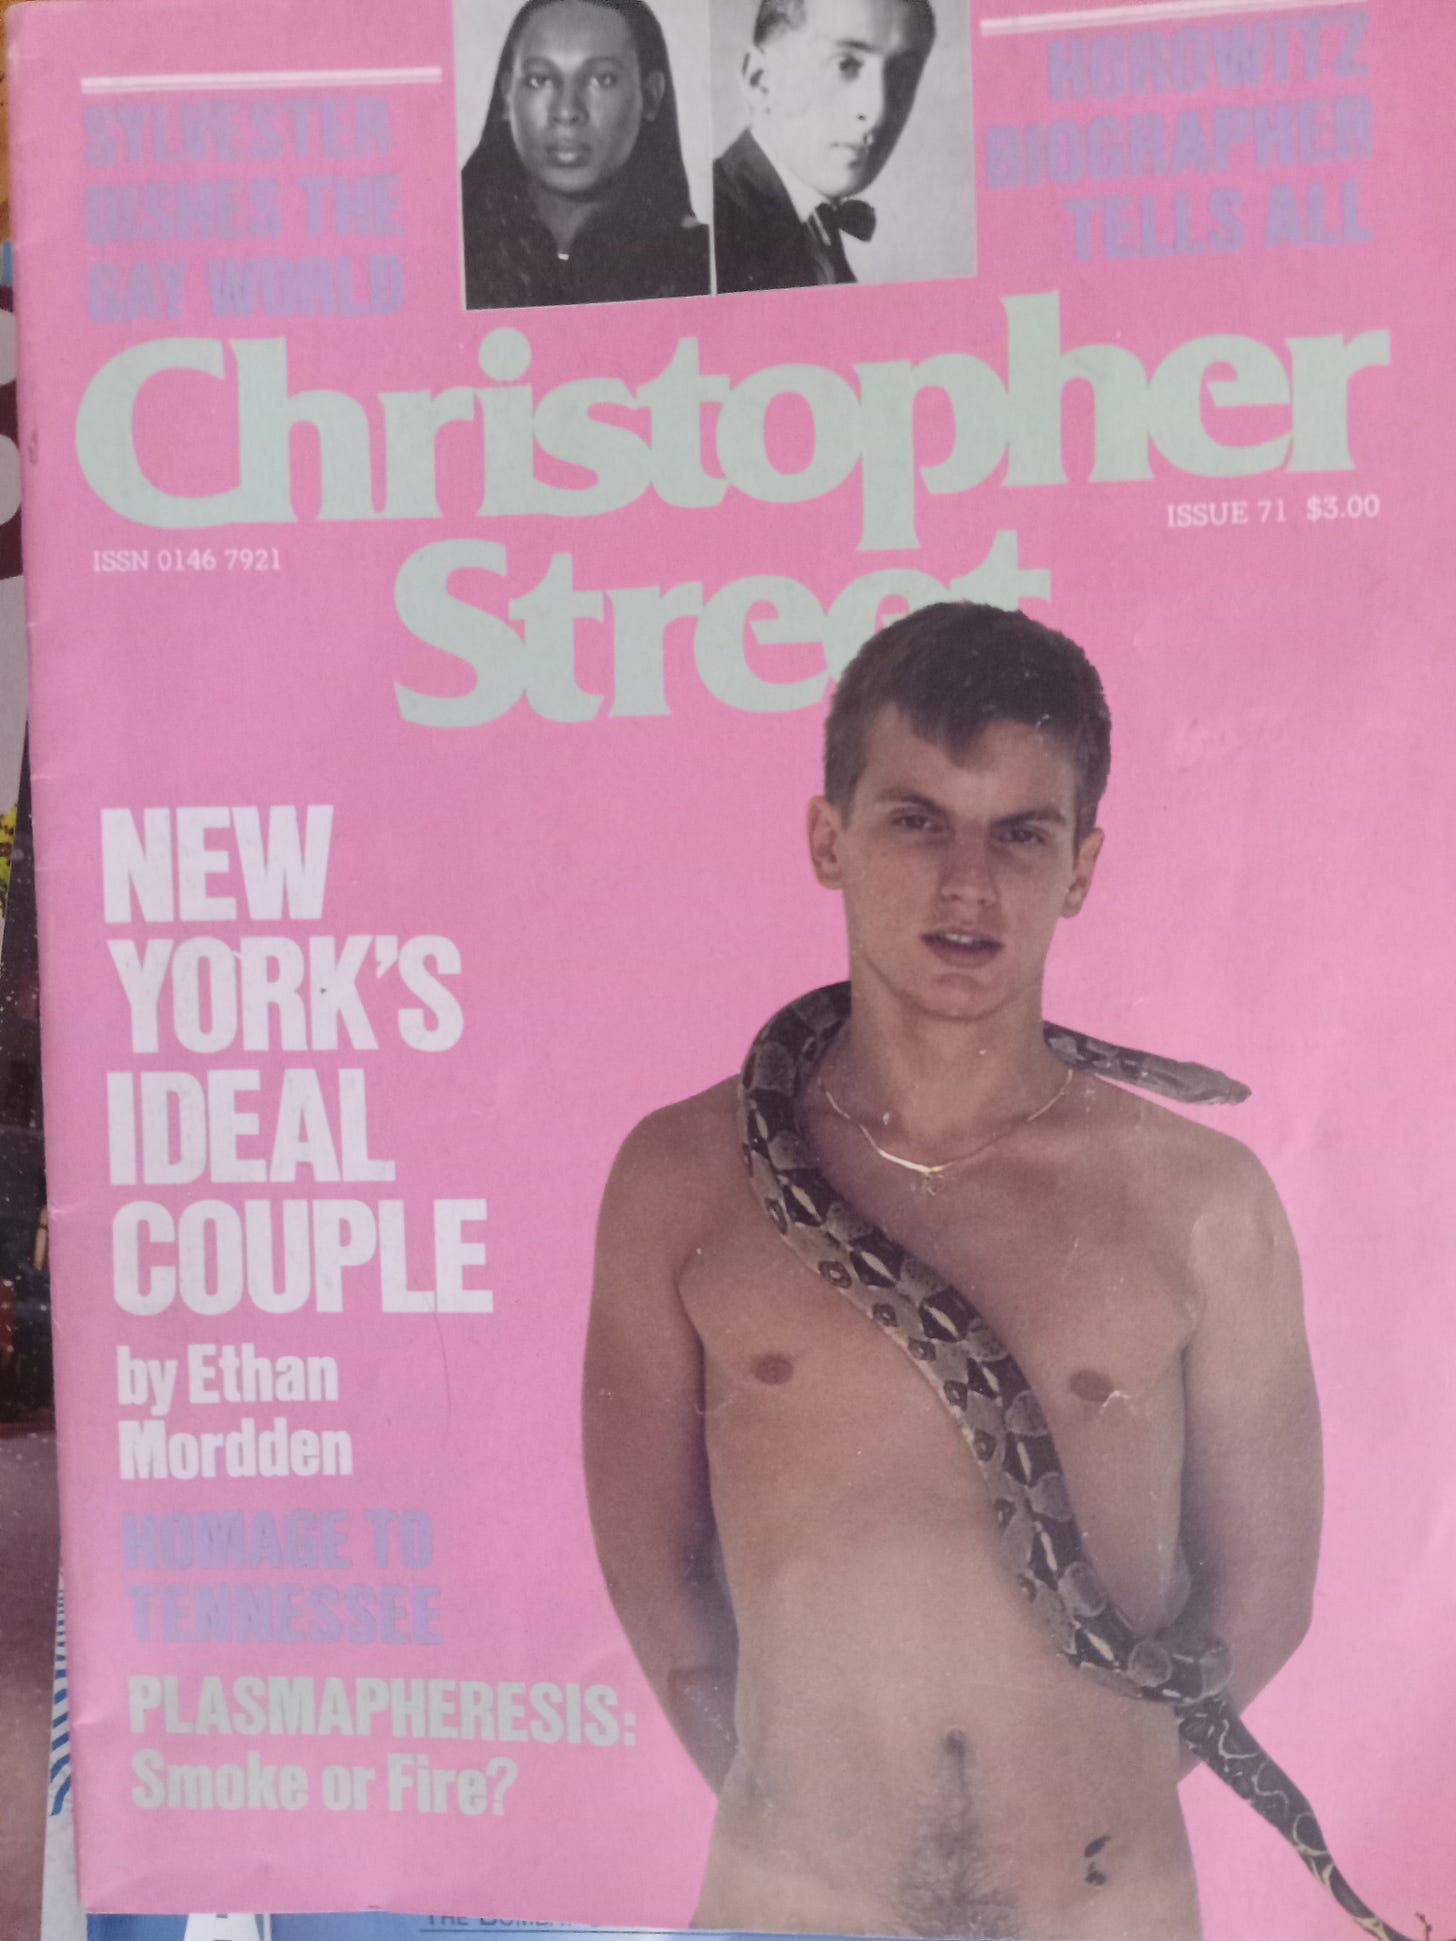 SYLVESTER
DISHES THE
GAY WORLD
HOROWITZ
BIOGRAPHER
TELLS ALL
Christopher
ISSN 0146 7921
ISSUE 71 $3.00
Street
NEW
YORK'S
IDEAL
COUPLE
by Ethan
Mordden
HOMAGE TO
TENNESSEE
PLASMAPHERESIS:
Smoke or Fire?
THE